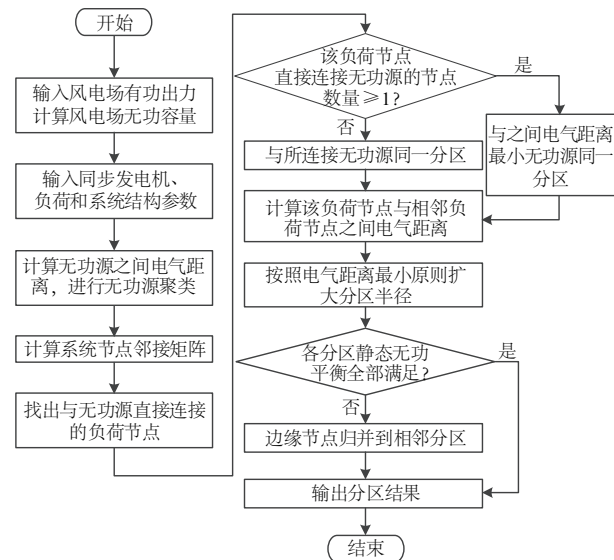 开始
输入风电场有功出力
计算风电场无功容量
输入同步发电机、
负荷和系统结构参数
计算无功源之间电气距
离，进行无功源聚类
计算系统节点邻接矩阵
找出与无功源直接连接
的负荷节点
该负荷节点
直接连接无功源的节点
数量≥1?
是
否
与之间电气距离
最小无功源同一
分区
与所连接无功源同一分区
计算该负荷节点与相邻负
荷节点之间电气距离
按照电气距离最小原则扩
大分区半径
各分区静态无功
平衡全部满足?
是
否
边缘节点归并到相邻分区
输出分区结果
结束